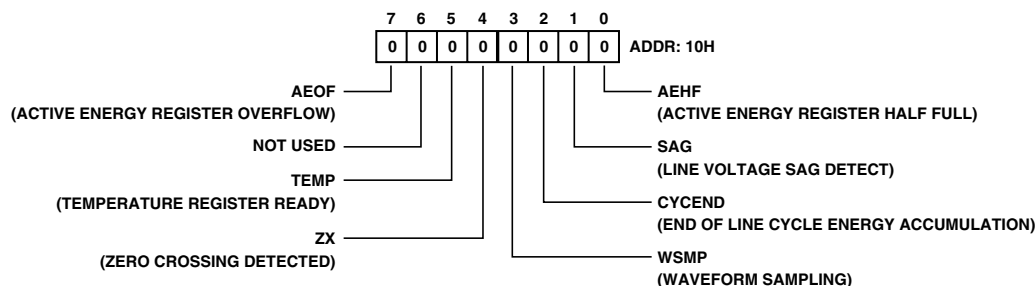 7 6 5 4 3 2 1 0
0 0 0 0 0 0 0 0 ADDR: 10H
AEOF
(ACTIVE ENERGY REGISTER OVERFLOW)
NOT USED
TEMP
(TEMPERATURE REGISTER READY)
ZX
(ZERO CROSSING DETECTED)
AEHF
(ACTIVE ENERGY REGISTER HALF FULL)
SAG
(LINE VOLTAGE SAG DETECT)
CYCEND
(END OF LINE CYCLE ENERGY ACCUMULATION)
WSMP
(WAVEFORM SAMPLING)